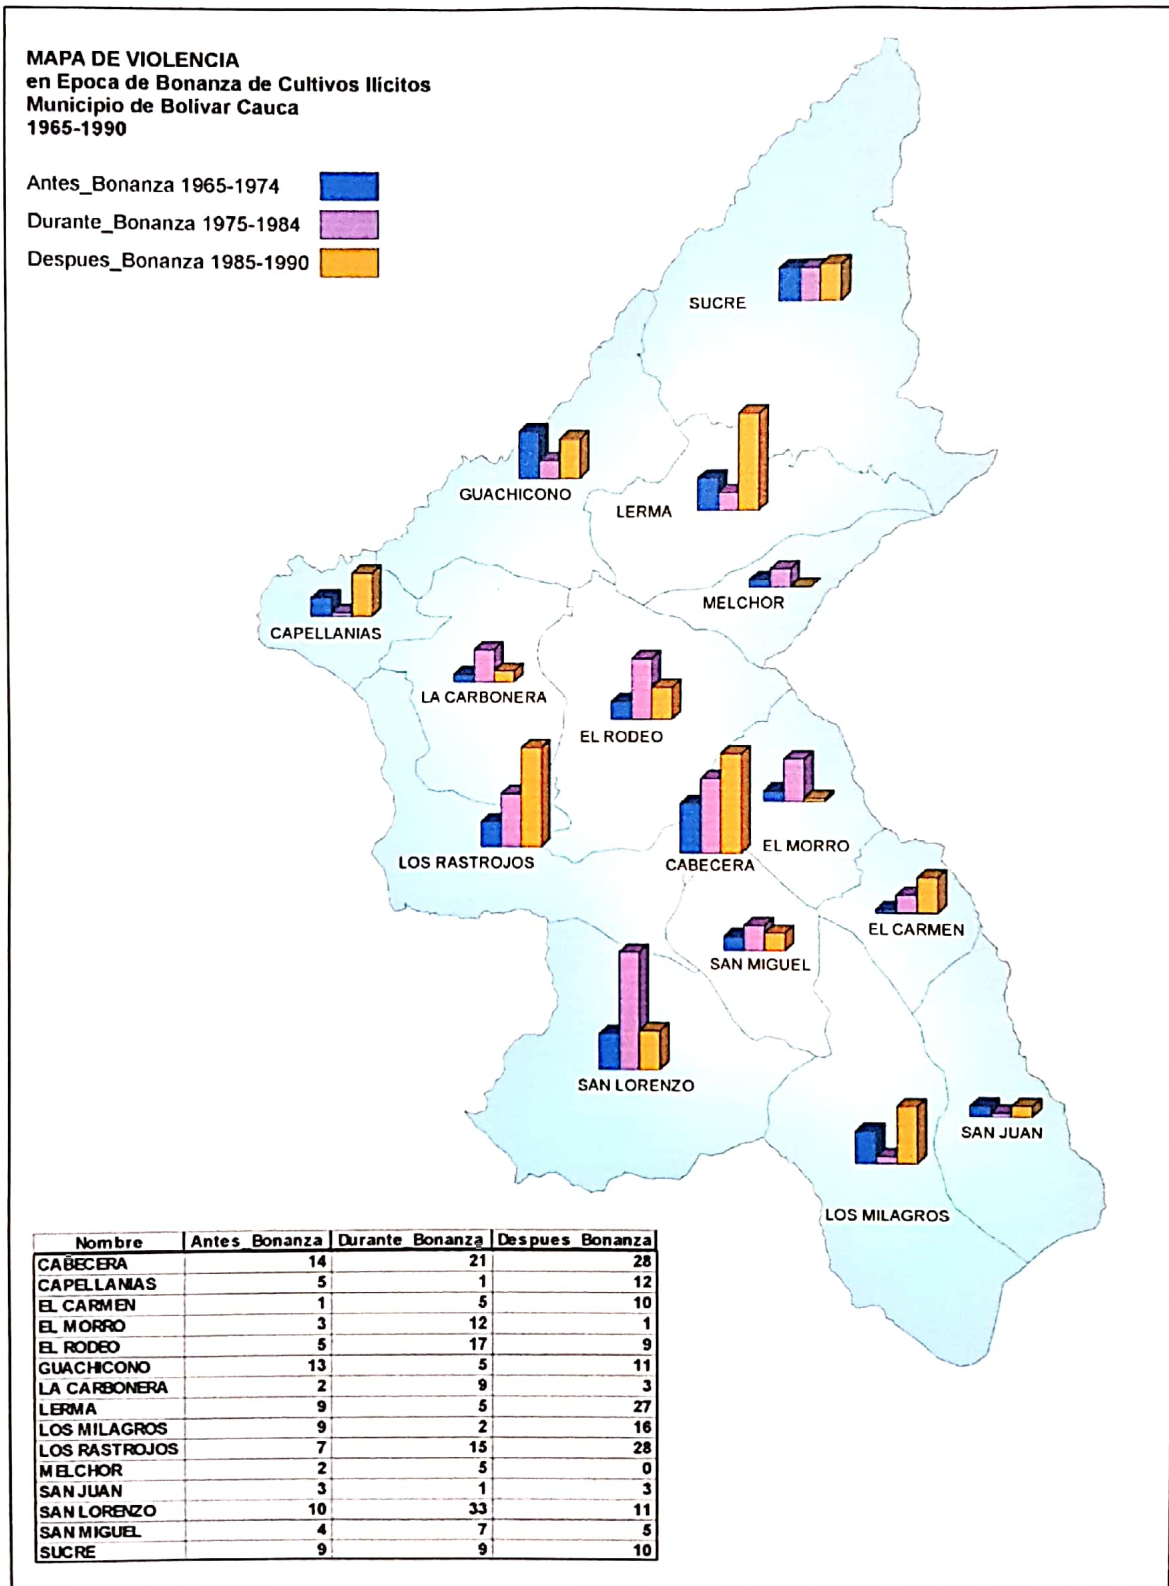 MAPA DE VIOLENCIA
en Epoca de Bonanza de Cultivos Ilícitos
Municipio de Bolívar Cauca
1965-1990
Antes_Bonanza 1965-1974
Durante_Bonanza 1975-1984
Despues_Bonanza 1985-1990
SUCRE
GUACHICONO
LERMA
MELCHOR
CAPELLANIAS
LA CARBONERA
EL RODEO
EL MORRO
LOS RASTROJOS
CABECERA
EL CARMEN
SAN MIGUEL
SAN LORENZO
SAN JUAN
LOS MILAGROS
Nombre Antes_Bonanza Durante_Bonanza Despues_Bonanza
CABECERA 14 21 28
CAPELLANIAS 5 1 12
EL CARMEN 1 5 10
EL MORRO 3 12 1
EL RODEO 5 17 9
GUACHICONO 13 5 11
LA CARBONERA 2 9 3
LERMA 9 5 27
LOS MILAGROS 9 2 16
LOS RASTROJOS 7 15 28
MELCHOR 2 5 0
SAN JUAN 3 1 3
SAN LORENZO 10 33 11
SAN MIGUEL 4 7 5
SUCRE 9 9 10